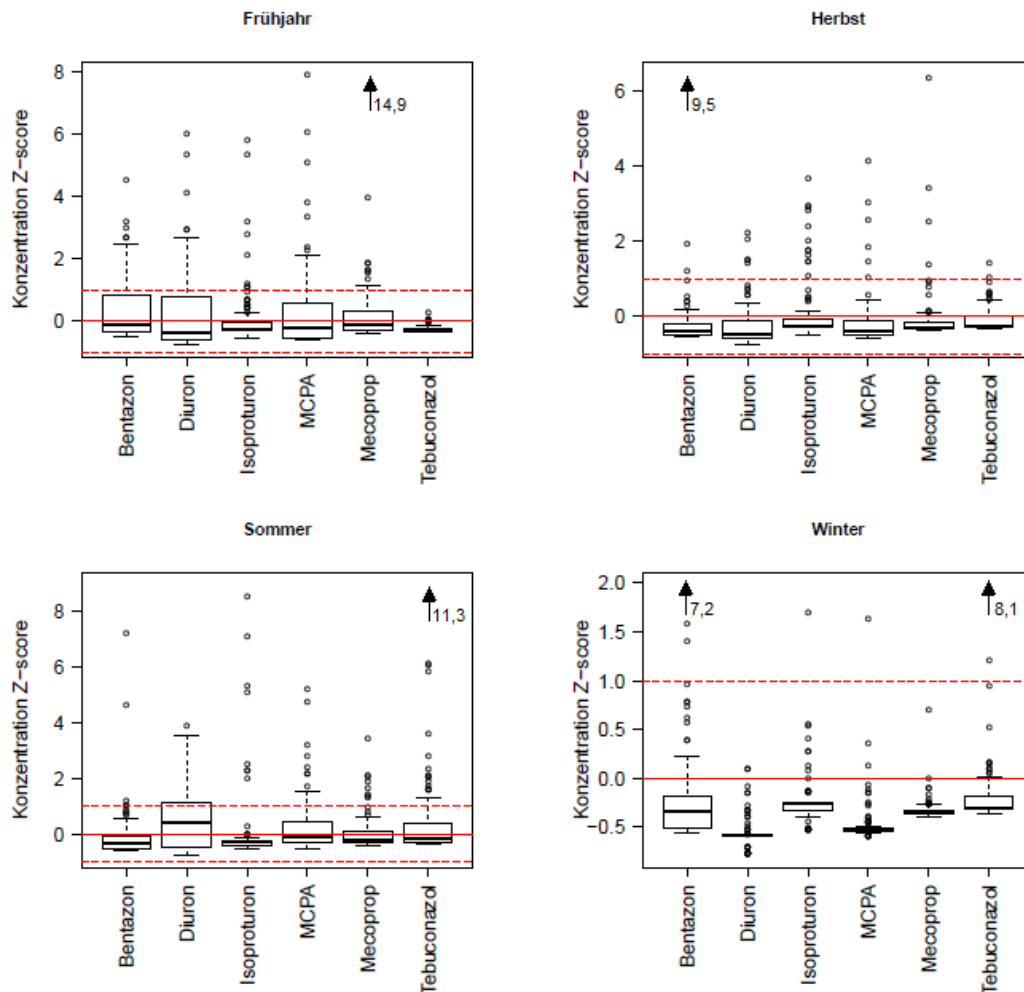 Frühjahr
Konzentration Z−score
8
6
4
2
0
14,9
Bentazon
Diuron
Isoproturon
MCPA
Mecoprop
Tebuconazol
Herbst
Konzentration Z−score
6
4
2
0
9,5
Bentazon
Diuron
Isoproturon
MCPA
Mecoprop
Tebuconazol
Sommer
Konzentration Z−score
8
6
4
2
0
11,3
Bentazon
Diuron
Isoproturon
MCPA
Mecoprop
Tebuconazol
Winter
Konzentration Z−score
2.0
1.5
1.0
0.5
0.0
−0.5
7,2
8,1
Bentazon
Diuron
Isoproturon
MCPA
Mecoprop
Tebuconazol